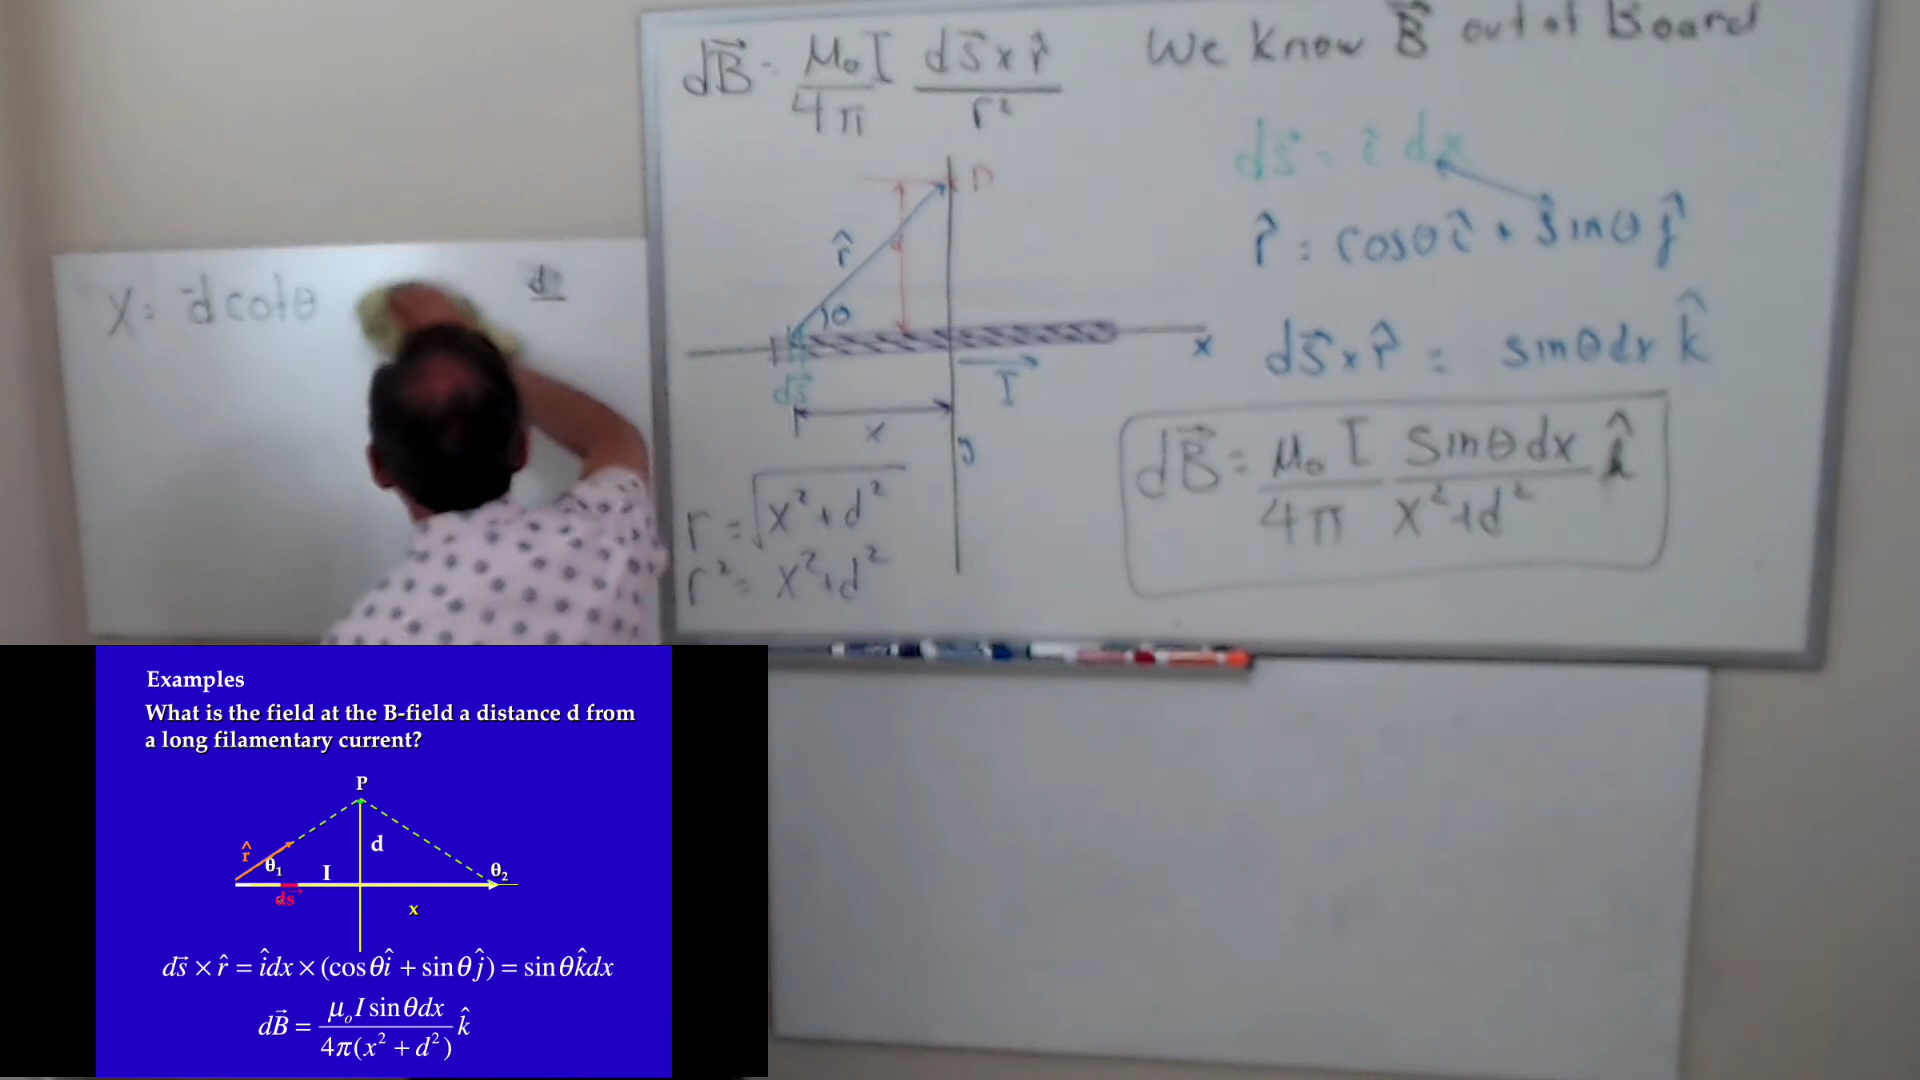 x = -d cotθ
dB⃗ = μ₀I/4π ds⃗ × r̂/r²
We know B⃗ out of Board
ds⃗ = î dx
r̂ = cosθ î + sinθ ĵ
r̂
θ
ds⃗
x
I
x
y
ds⃗ × r̂ = sinθdx k̂
r = √x²+d²
r² = x²+d²
dB⃗ = μ₀I/4π sinθdx/x²+d² k̂
Examples
What is the field at the B-field a distance d from
a long filamentary current?
P
d
r̂
θ₁
I
θ₂
ds⃗
x
ds⃗ × r̂ = îdx × (cosθî + sinθĵ) = sinθk̂dx
dB⃗ = μₒI sinθdx/4π(x² + d²) k̂